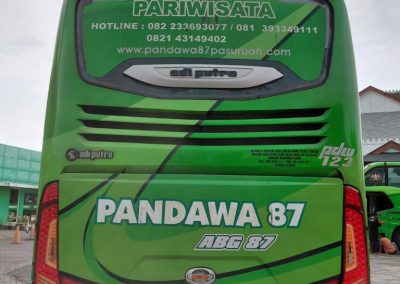 PARIWISATA
HOTLINE : 082 233693077 / 081 393349111
0821 43149402
www.pandawa87pasuruan.com
adi putro
adi putro
pdw
123
PANDAWA 87
ABG 87